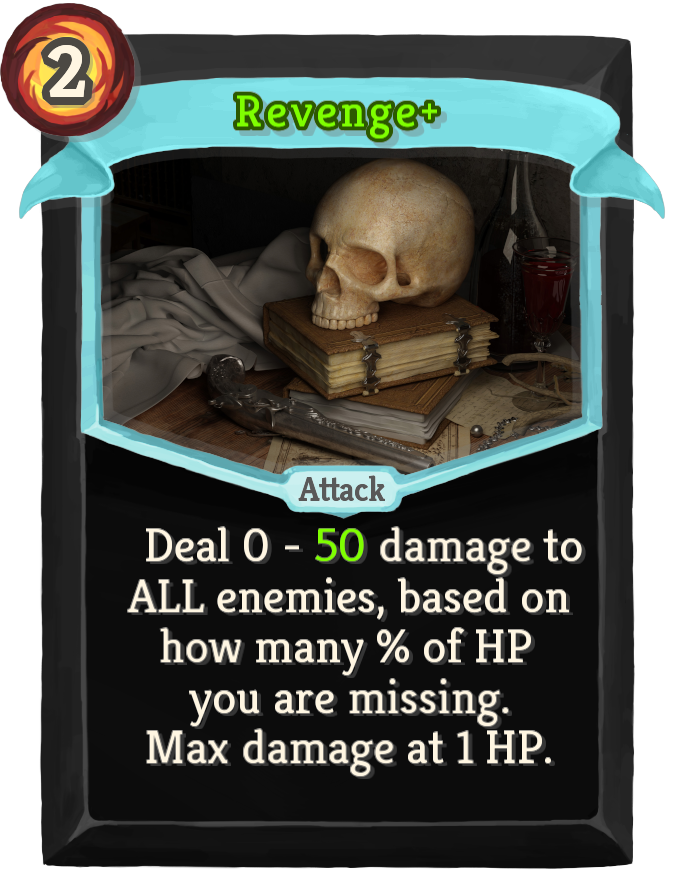 2
Revenge+
Attack
Deal 0 - 50 damage to
ALL enemies, based on
how many % of HP
you are missing.
Max damage at 1 HP.